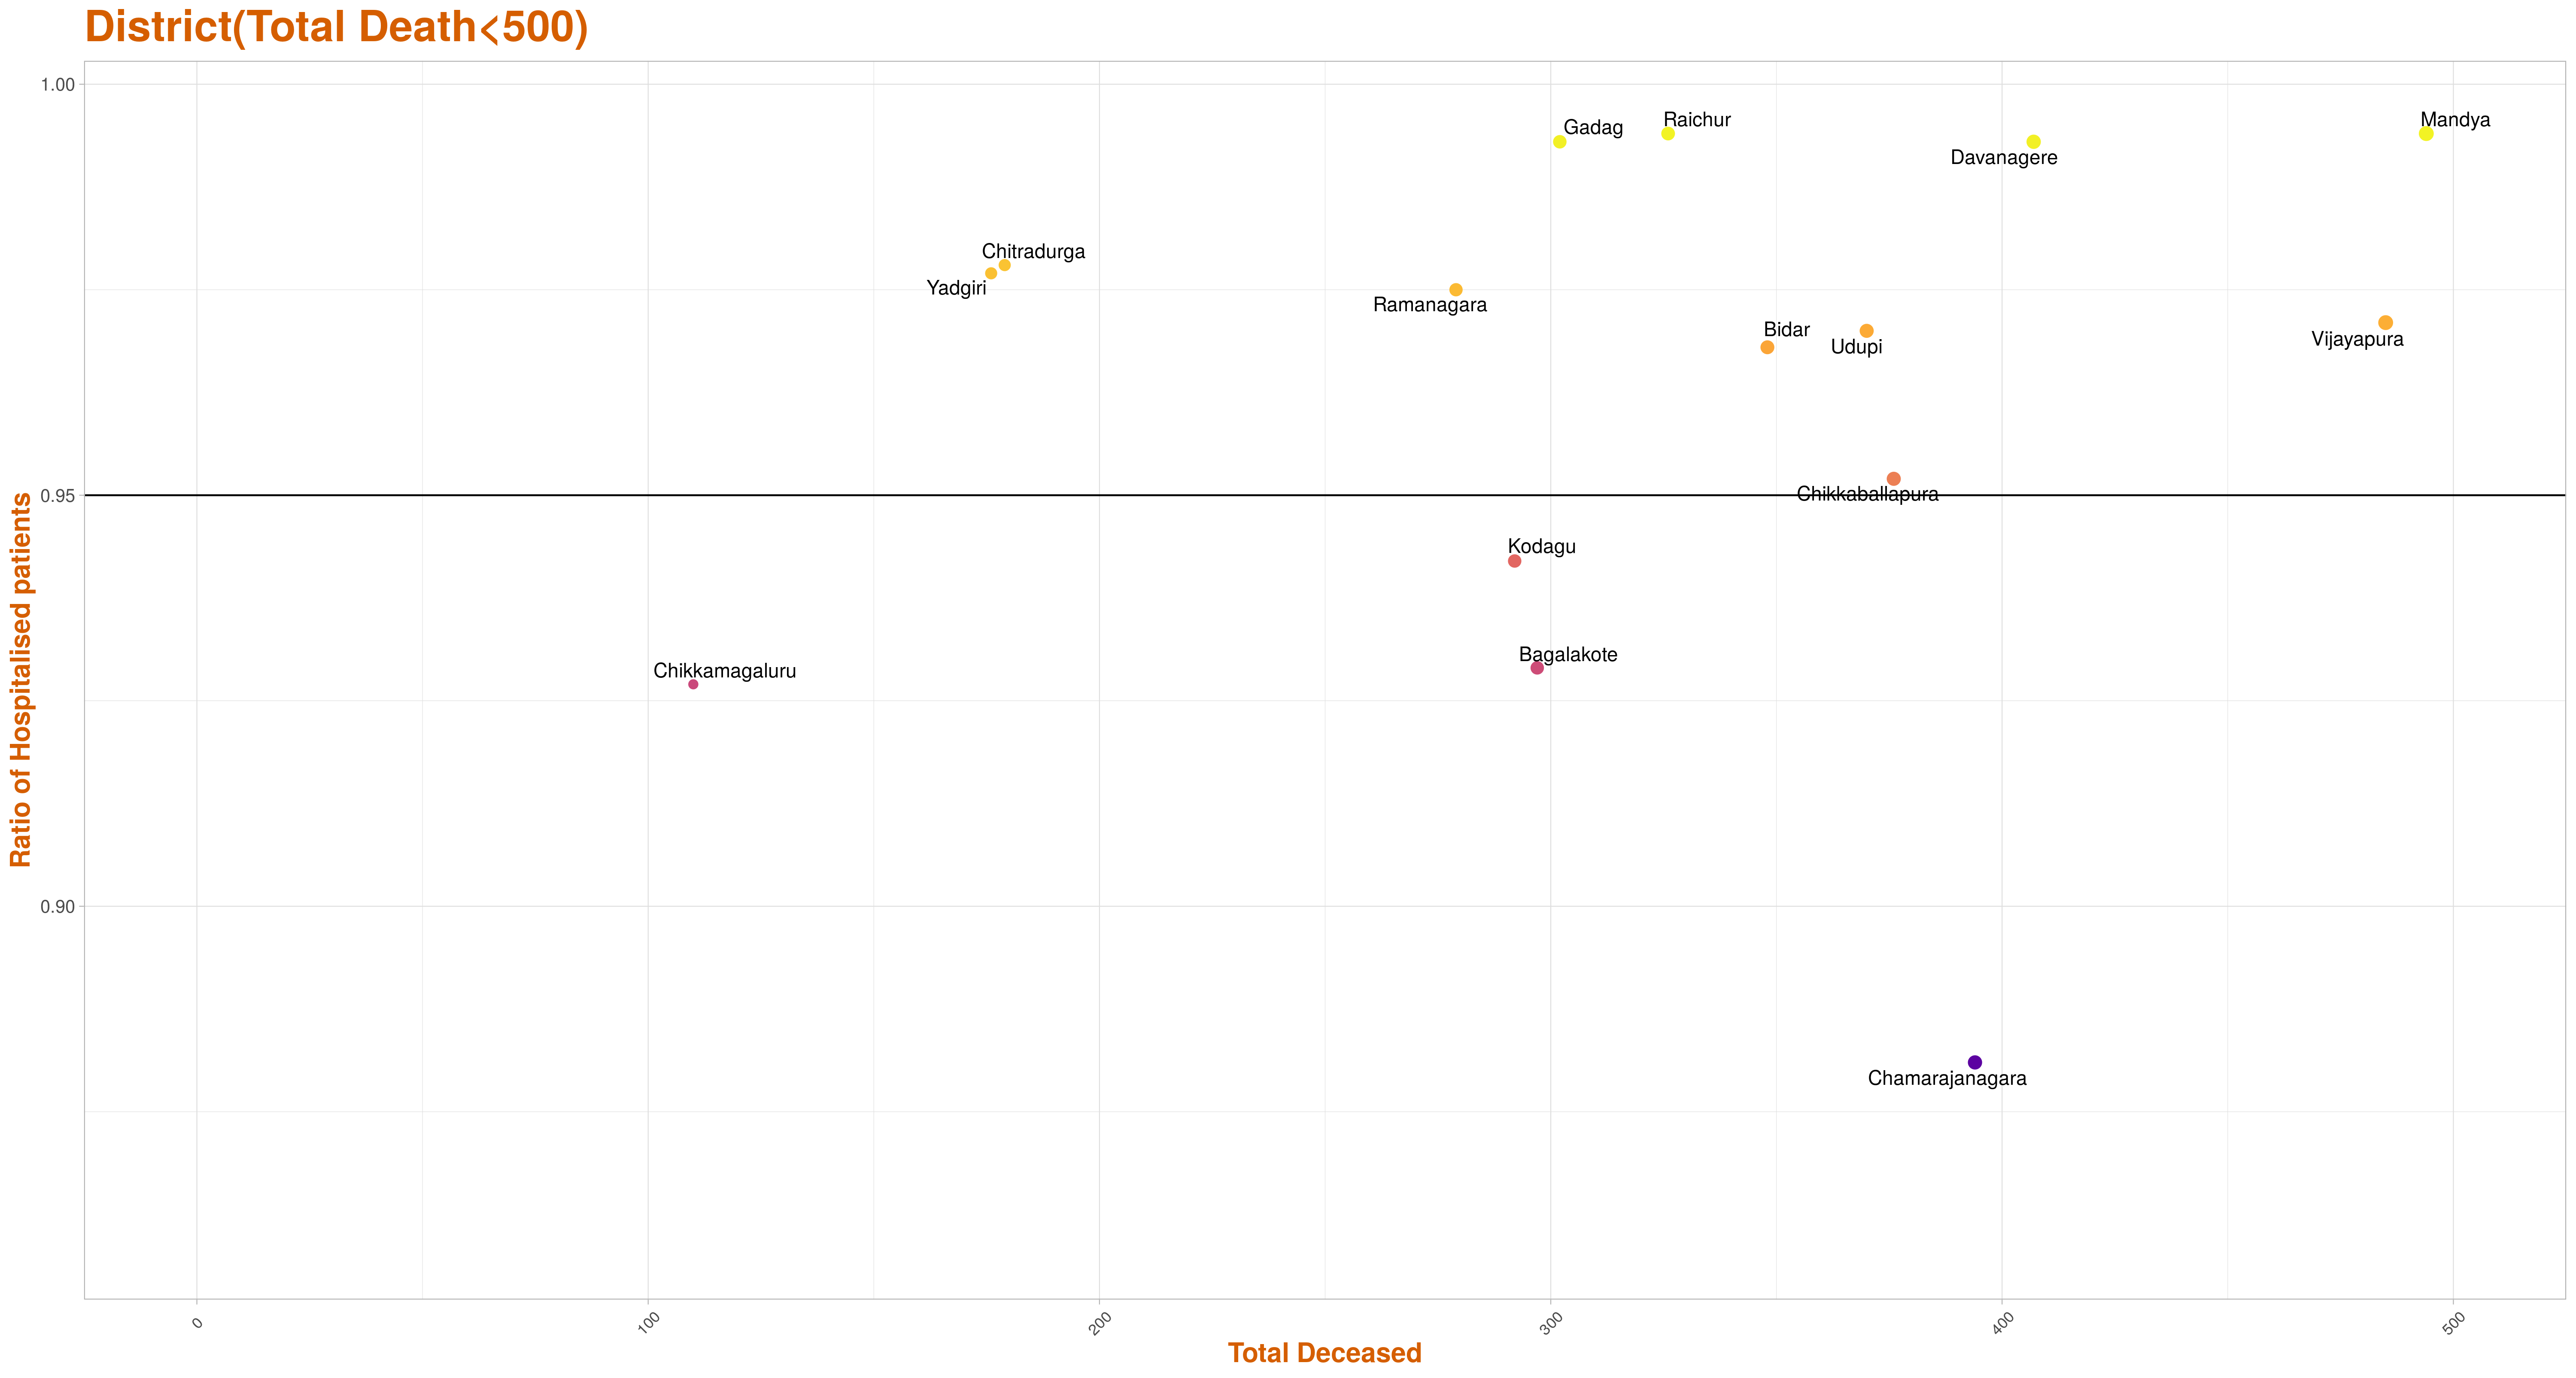 District(Total Death<500)
1.00
Raichur
Mandya
Gadag
Davanagere
Chitradurga
Yadgiri
Ramanagara
Bidar
Udupi
Vijayapura
0.95
Chikkaballapura
Kodagu
Bagalakote
Chikkamagaluru
Ratio of Hospitalised patients
0.90
Chamarajanagara
0
100
200
300
400
500
Total Deceased